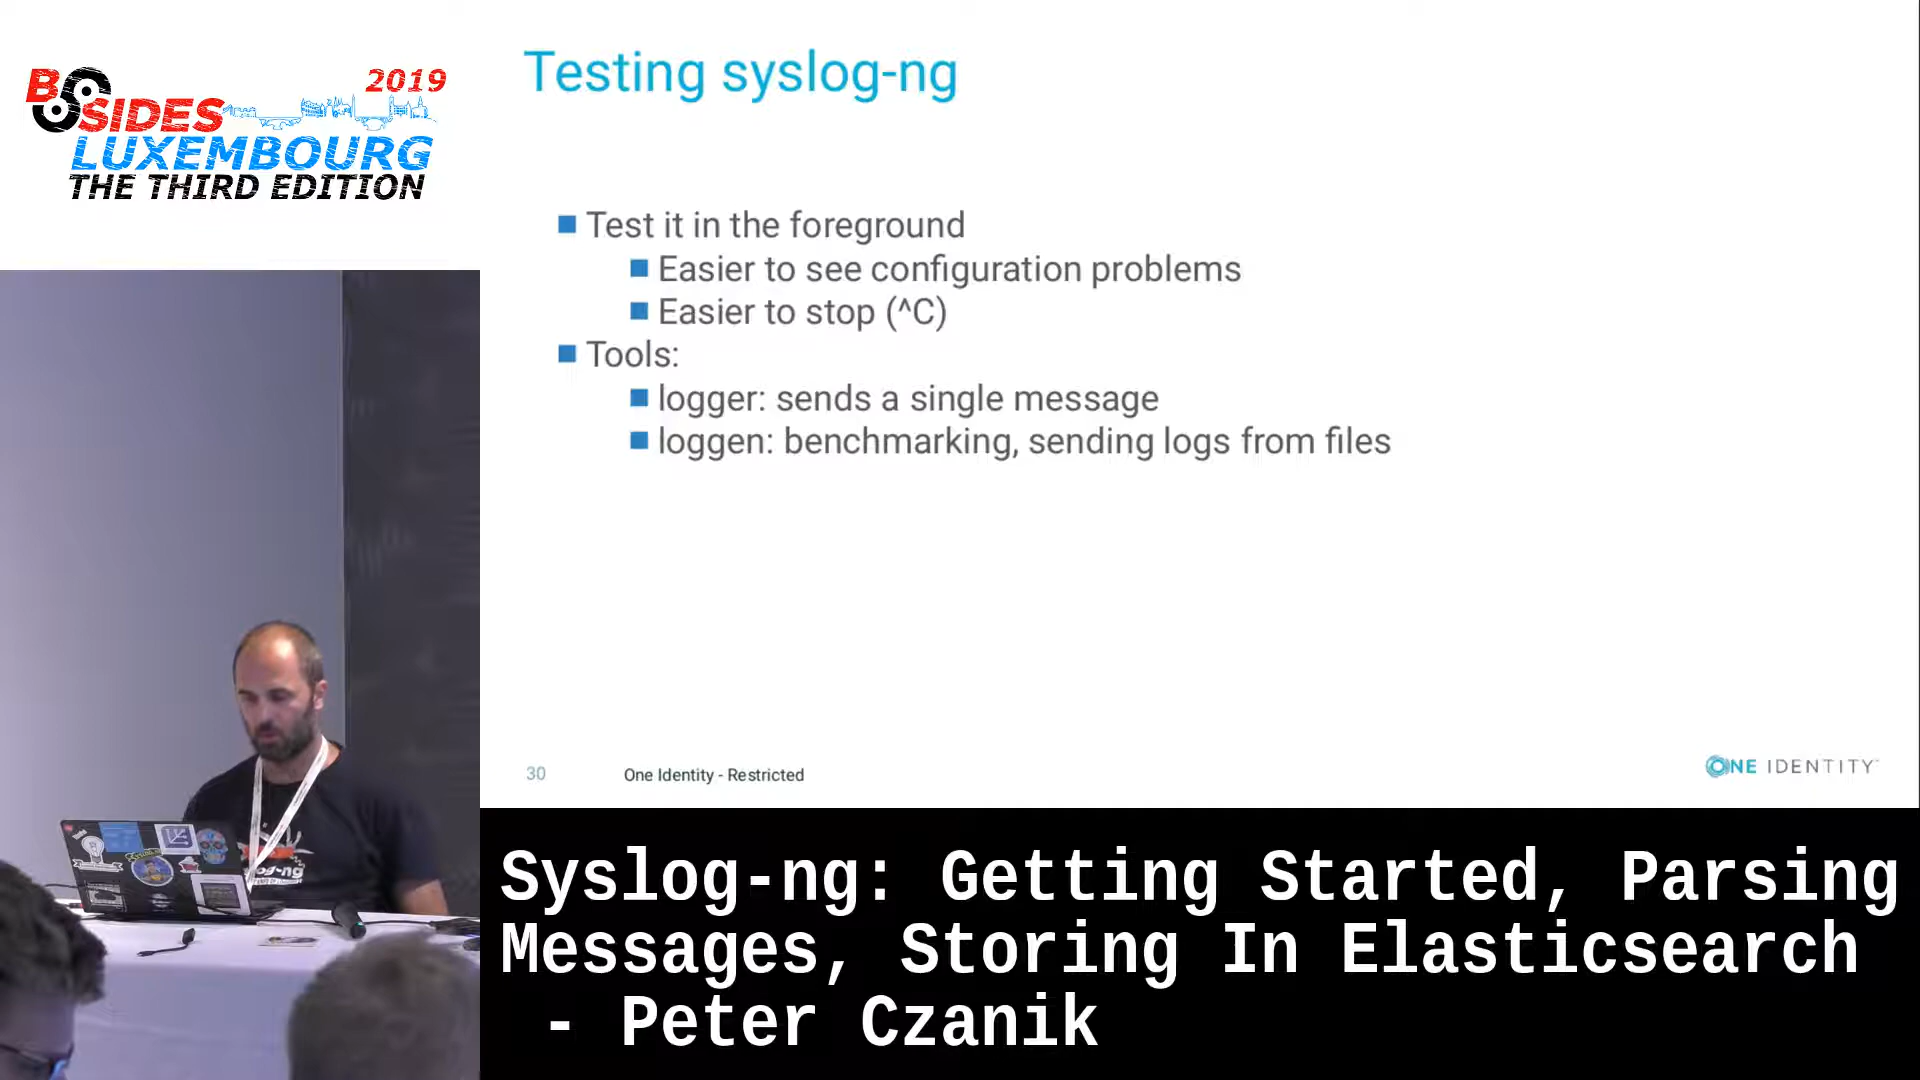 BSIDES 2019
LUXEMBOURG
THE THIRD EDITION
Testing syslog-ng
Test it in the foreground
Easier to see configuration problems
Easier to stop (^C)
Tools:
logger: sends a single message
loggen: benchmarking, sending logs from files
30
One Identity - Restricted
ONE IDENTITY
Syslog-ng: Getting Started, Parsing
Messages, Storing In Elasticsearch
- Peter Czanik